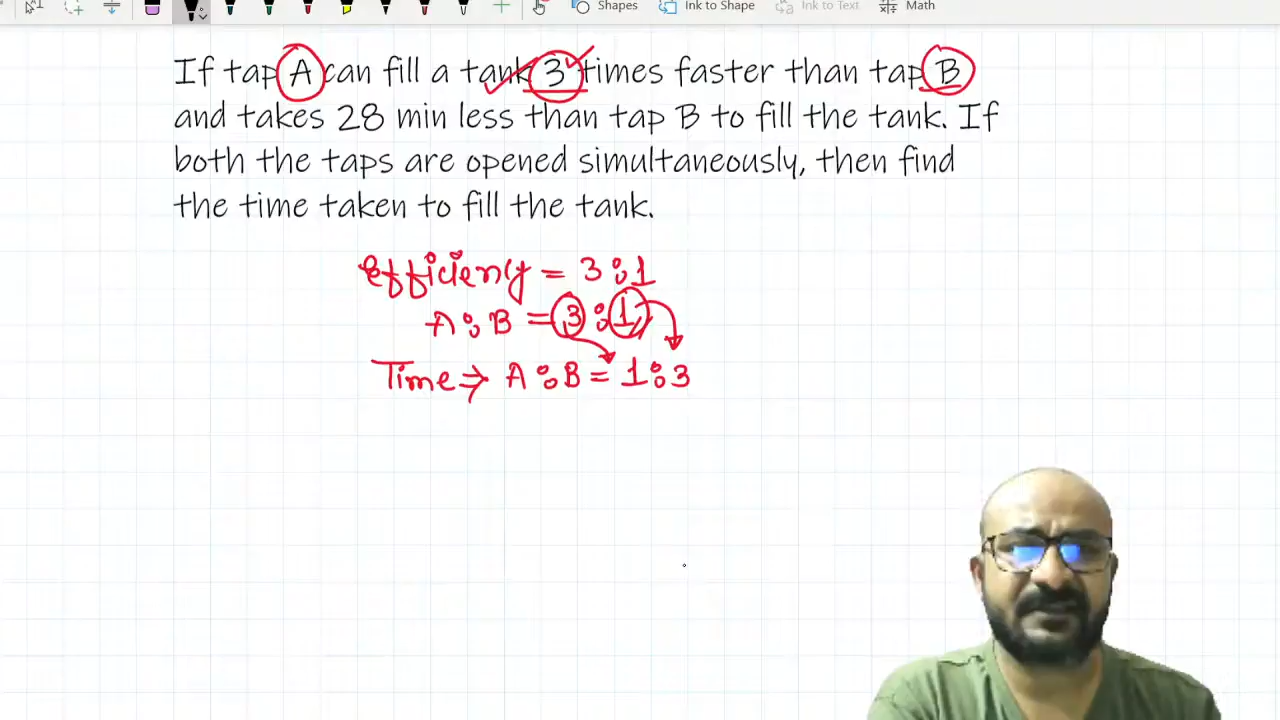 Shapes Ink to Shape Ink to Text Math
If tap A can fill a tank 3 times faster than tap B
and takes 28 min less than tap B to fill the tank. If
both the taps are opened simultaneously, then find
the time taken to fill the tank.
Efficiency = 3:1
A:B = 3:1
Time ⇒ A:B = 1:3